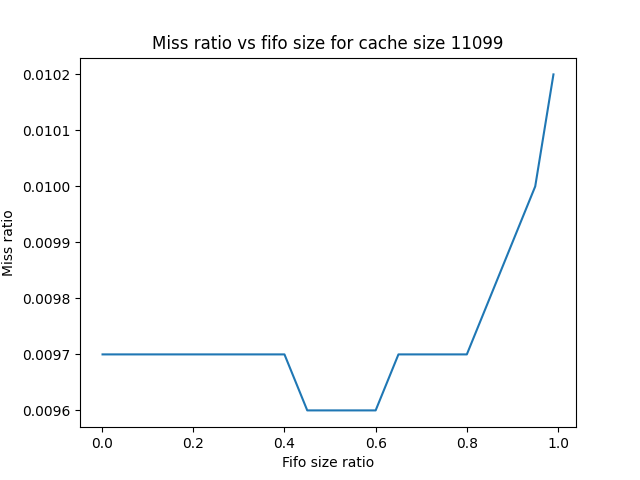 Miss ratio vs fifo size for cache size 11099
0.0102
0.0101
0.0100
0.0099
0.0098
0.0097
0.0096
Miss ratio
0.0 0.2 0.4 0.6 0.8 1.0
Fifo size ratio